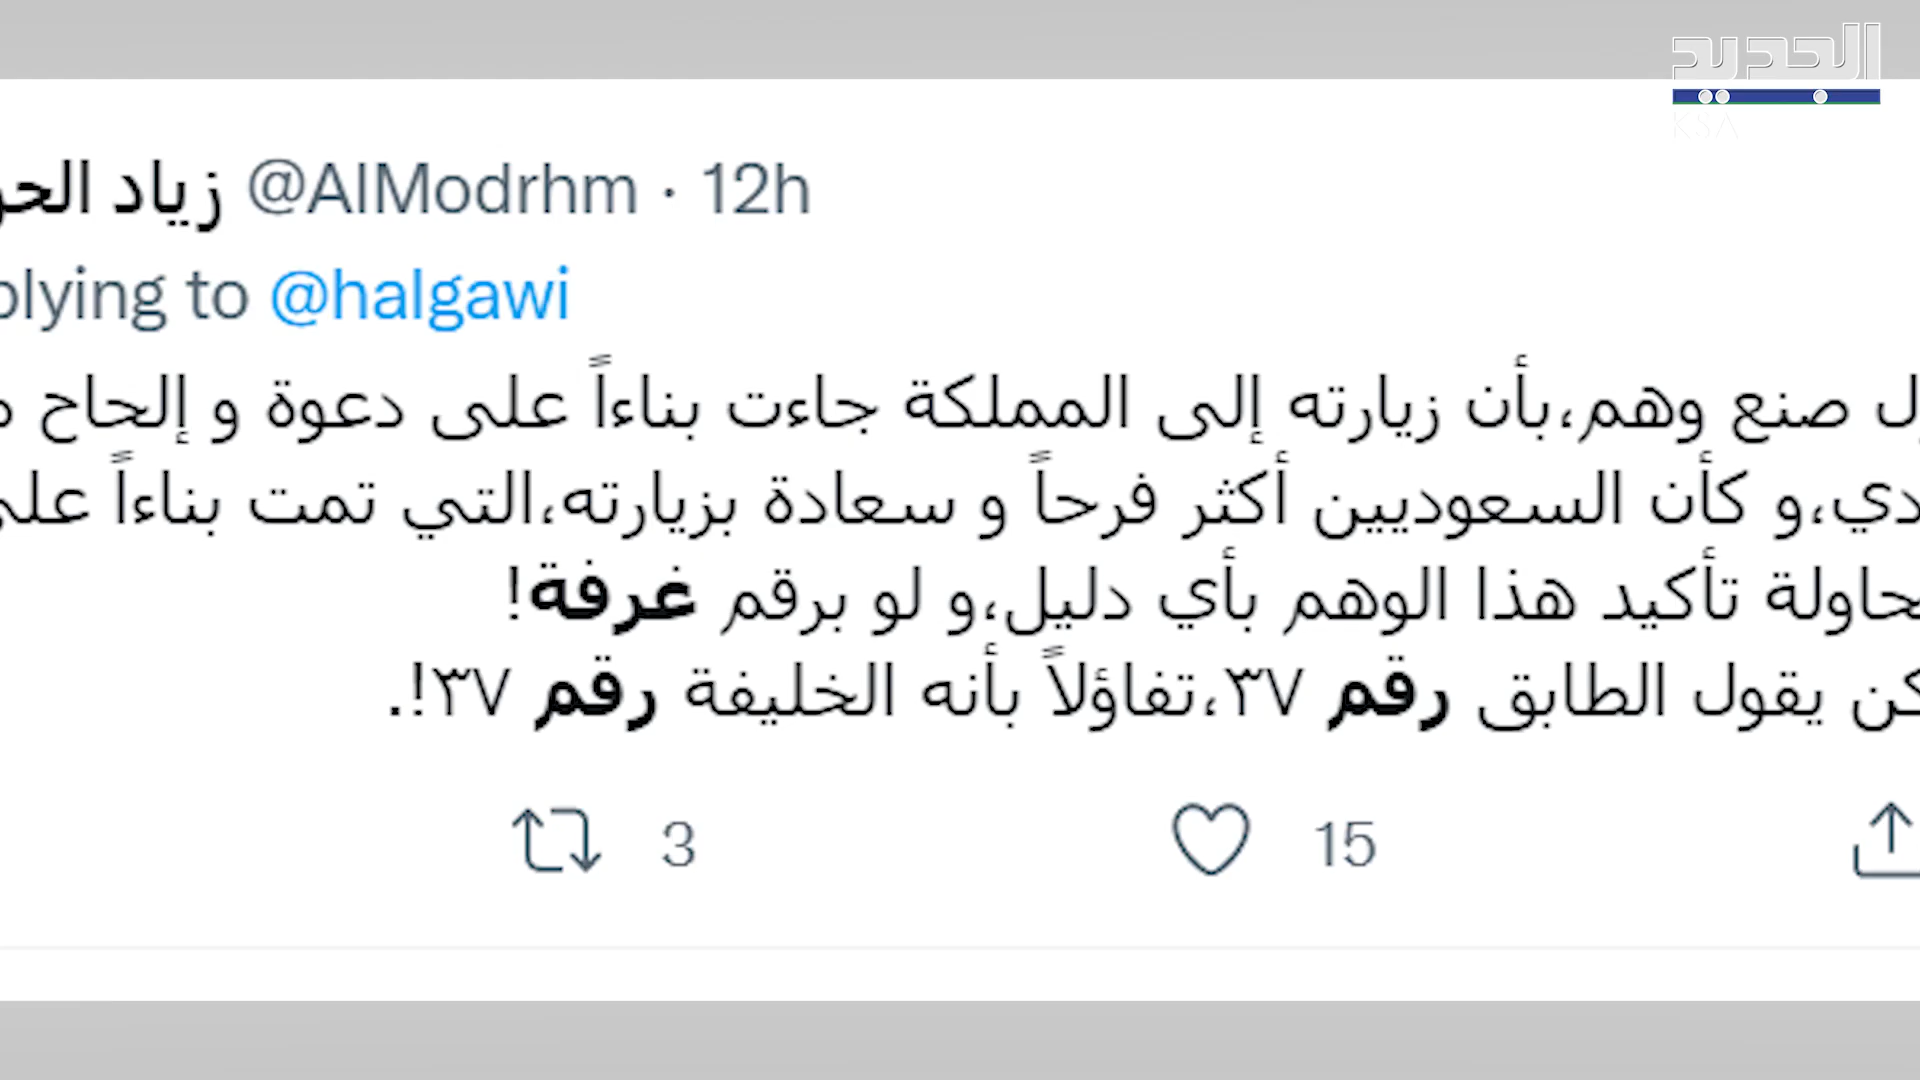 الجديد
KSA
زياد الحو @AlModrhm · 12h
plying to @halgawi
ل صنع وهم،بأن زيارته إلى المملكة جاءت بناءاً على دعوة و إلحاح
دي،و كأن السعوديين أكثر فرحاً و سعادة بزيارته،التي تمت بناءاً على
حاولة تأكيد هذا الوهم بأي دليل،و لو برقم غرفة!
كن يقول الطابق رقم ٣٧،تفاؤلاً بأنه الخليفة رقم ٣٧!.
3 15